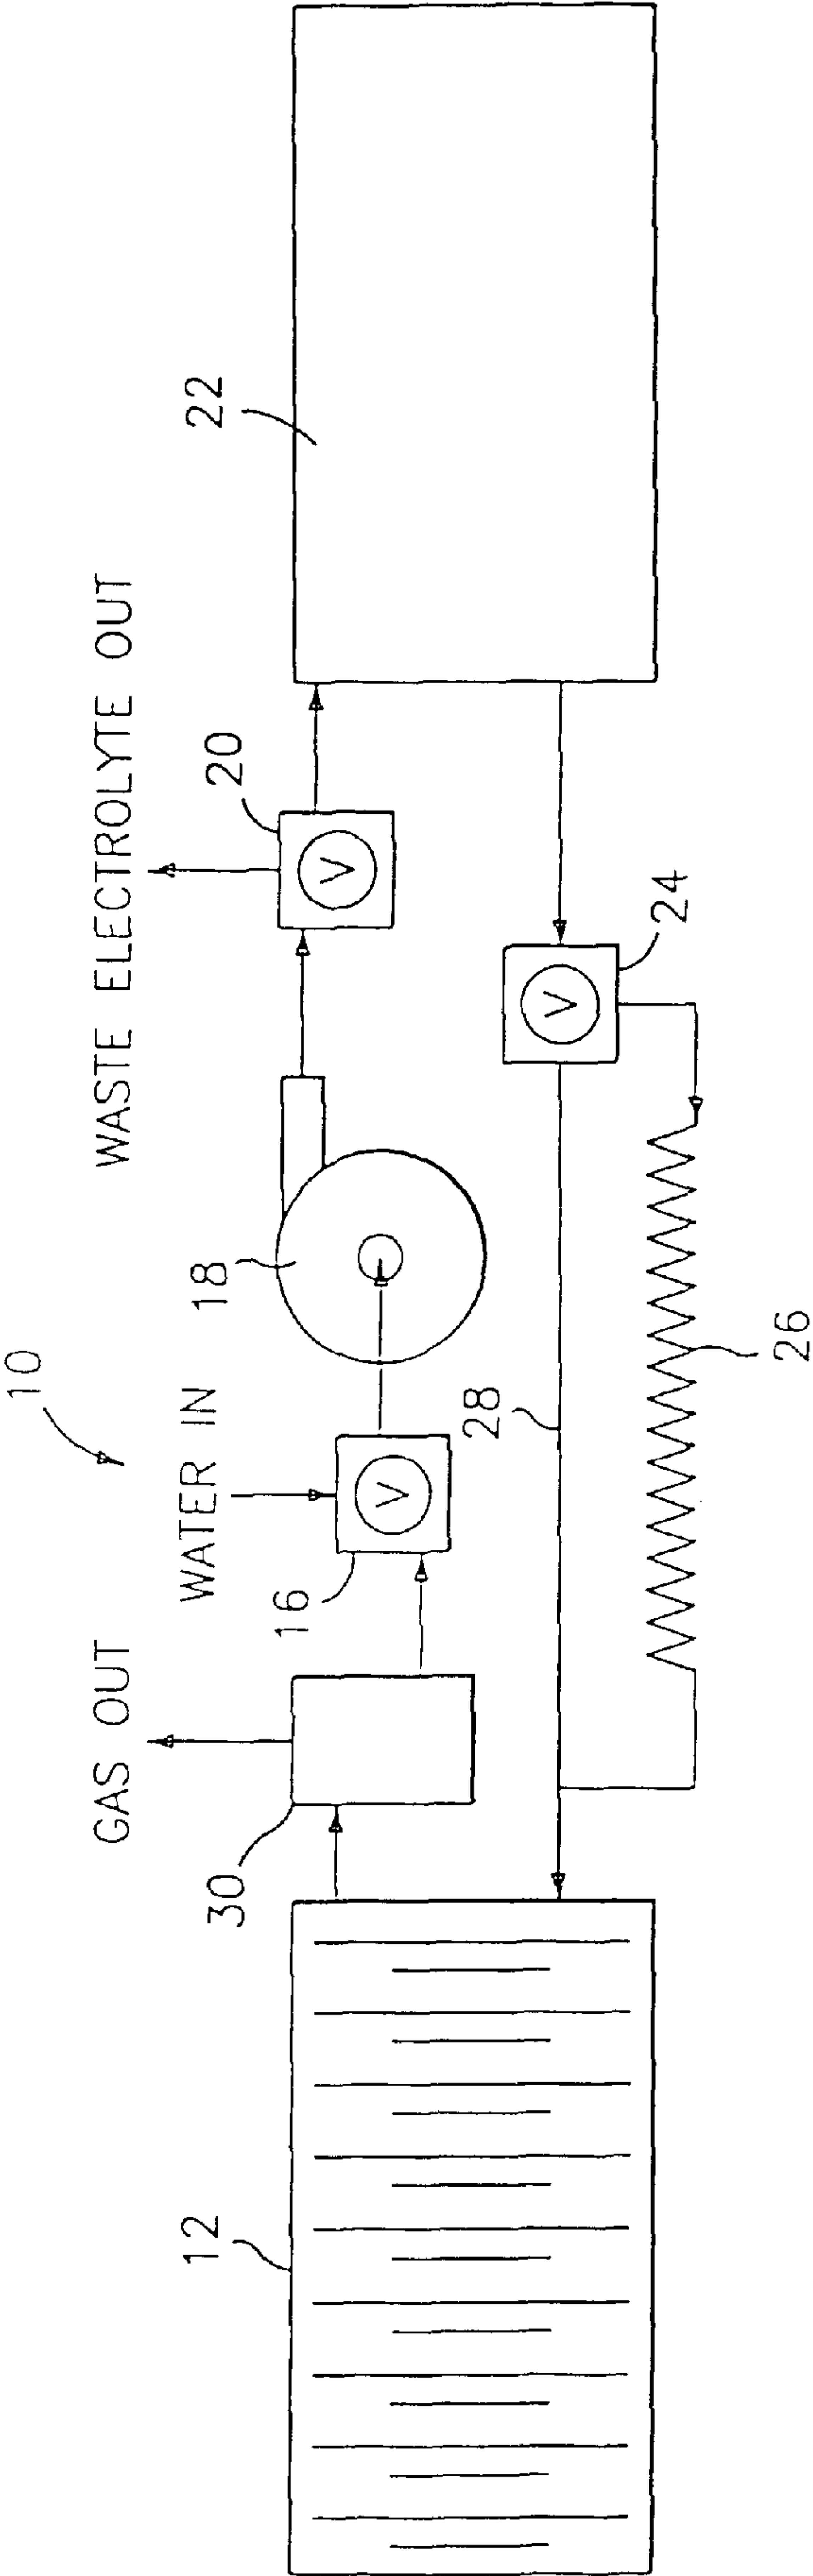 10
GAS OUT
WATER IN
WASTE ELECTROLYTE OUT
12
30
16
18
20
22
V
V
V
24
28
26